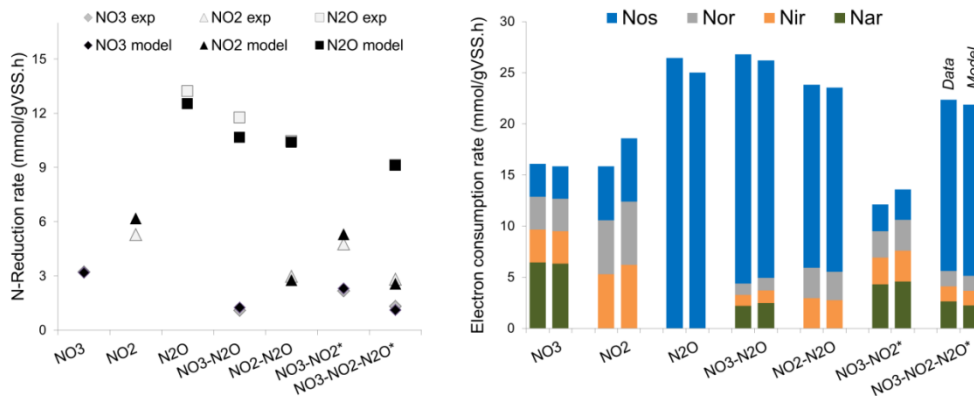 NO3 exp NO2 exp N2O exp
NO3 model NO2 model N2O model
N-Reduction rate (mmol/gVSS.h)
15
12
9
6
3
0
NO3 NO2 N2O NO3-N2O NO2-N2O NO3-NO2* NO3-NO2-N2O*
Nos Nor Nir Nar
Electron consumption rate (mmol/gVSS.h)
30
25
20
15
10
5
0
Data
Model
NO3 NO2 N2O NO3-N2O NO2-N2O NO3-NO2* NO3-NO2-N2O*